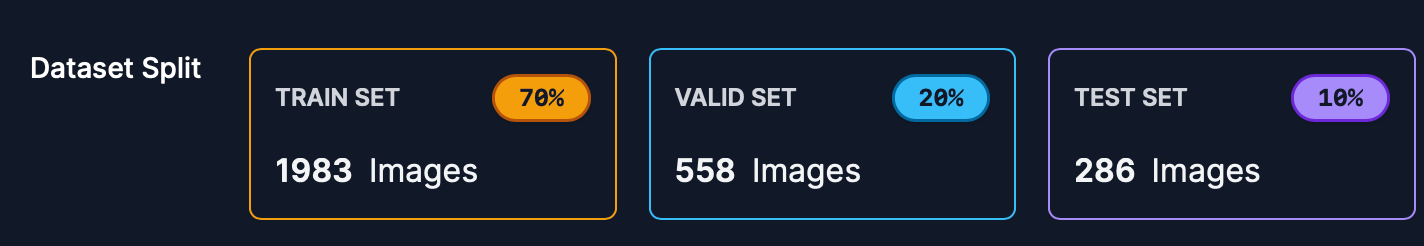 Dataset Split
TRAIN SET 70%
1983 Images
VALID SET 20%
558 Images
TEST SET 10%
286 Images